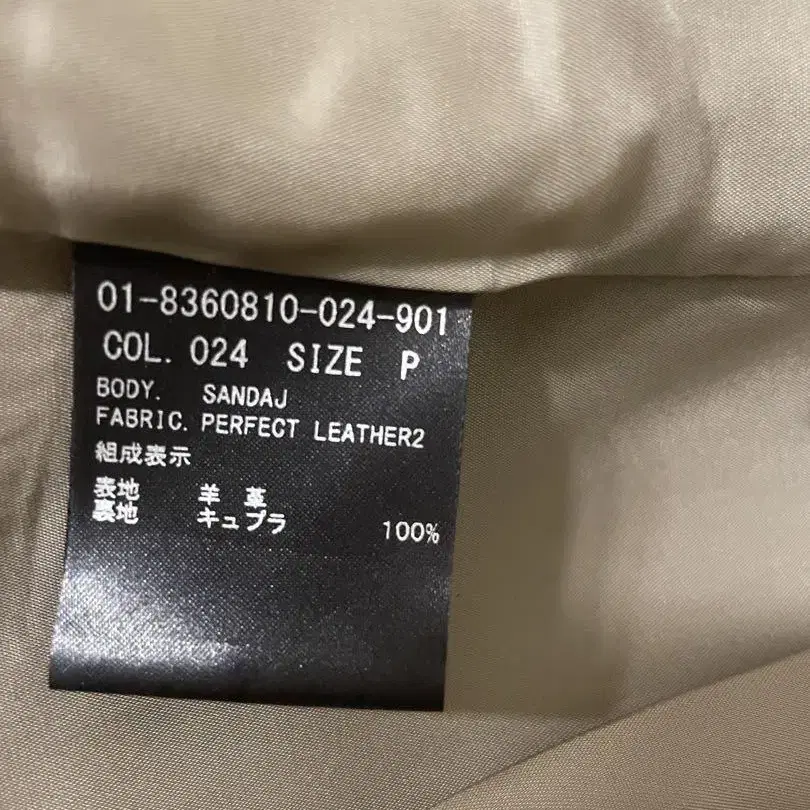 01-8360810-024-901
COL. 024 SIZE P
BODY. SANDAJ
FABRIC. PERFECT LEATHER2
組成表示
表地 羊 革
裏地 キュプラ 100%